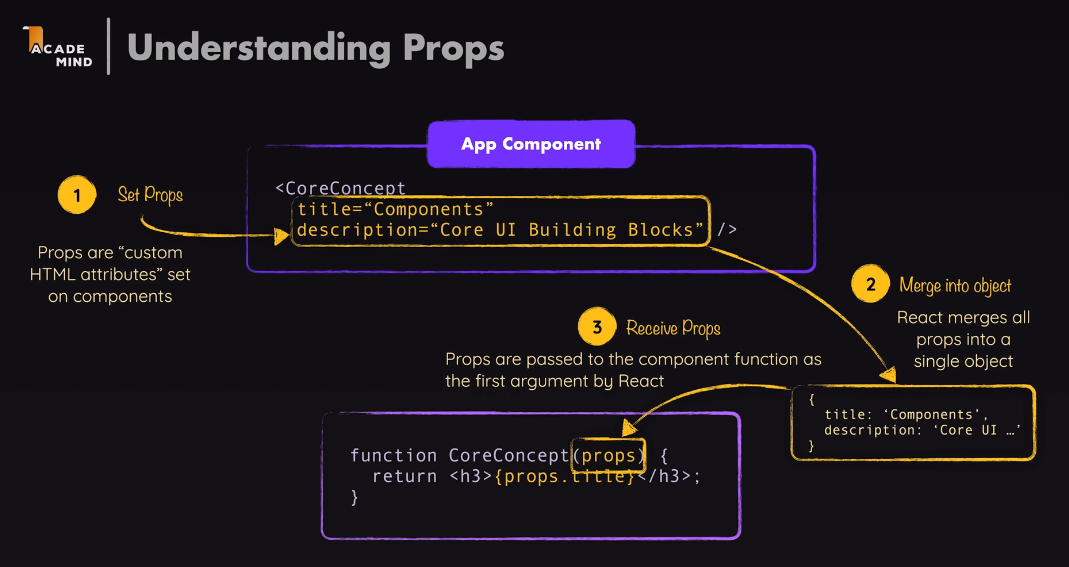 ACADE
MIND
Understanding Props
App Component
<CoreConcept
title=“Components”
description=“Core UI Building Blocks” />
1
Set Props
Props are “custom
HTML attributes” set
on components
2
Merge into object
React merges all
props into a
single object
{
title: ‘Components’,
description: ‘Core UI …’
}
3
Receive Props
Props are passed to the component function as
the first argument by React
function CoreConcept(props) {
return <h3>{props.title}</h3>;
}